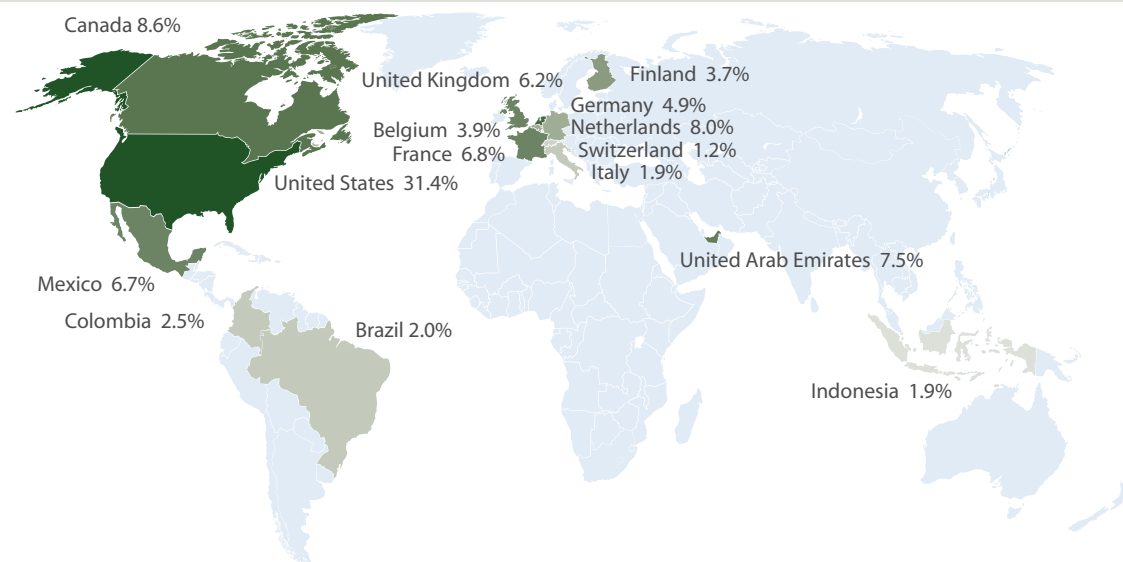 Canada 8.6%
United Kingdom 6.2%
Finland 3.7%
Germany 4.9%
Belgium 3.9%
Netherlands 8.0%
France 6.8%
Switzerland 1.2%
Italy 1.9%
United States 31.4%
United Arab Emirates 7.5%
Mexico 6.7%
Colombia 2.5%
Brazil 2.0%
Indonesia 1.9%